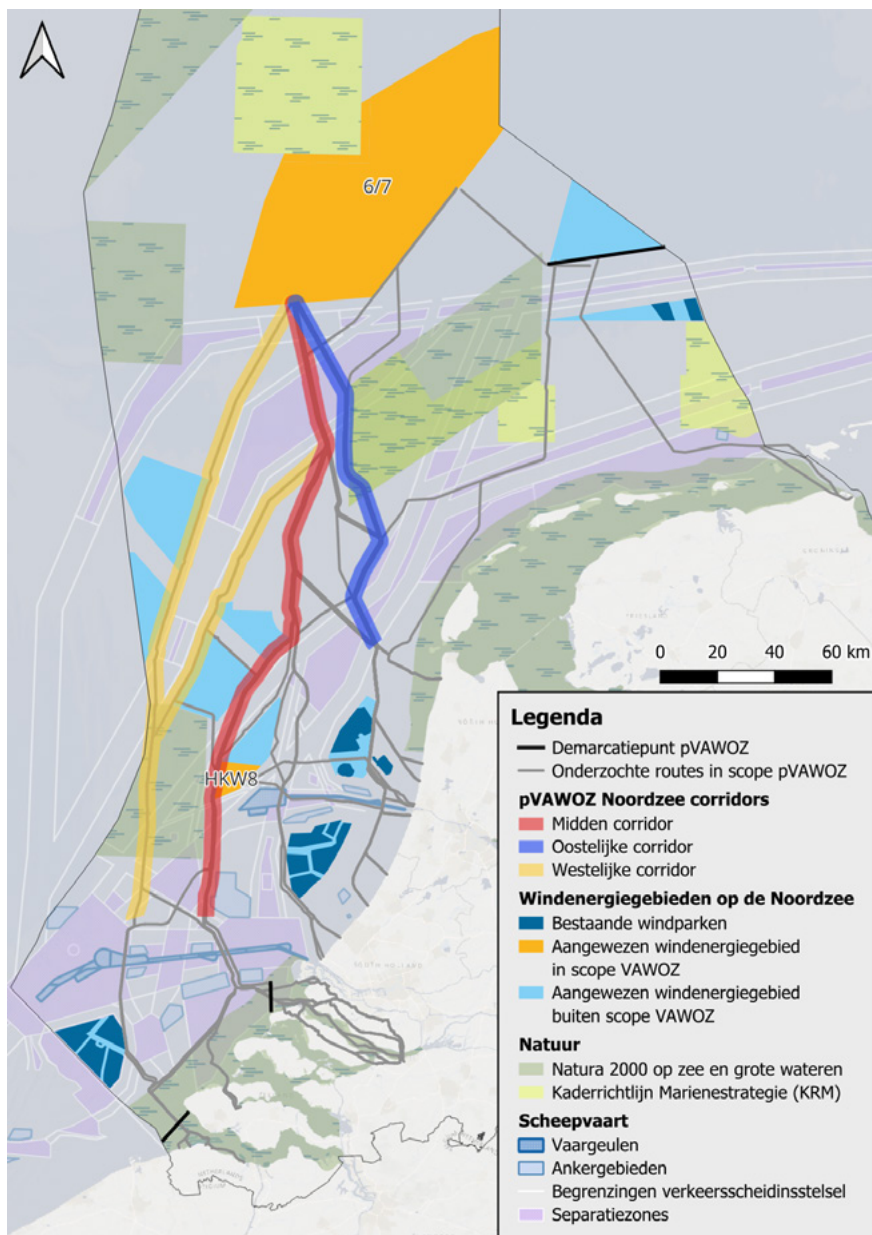 6/7
0 20 40 60 km
HKW8
Legenda
Demarcatiepunt pVAWOZ
Onderzochte routes in scope pVAWOZ
pVAWOZ Noordzee corridors
Midden corridor
Oostelijke corridor
Westelijke corridor
Windenergiegebieden op de Noordzee
Bestaande windparken
Aangewezen windenergiegebied
in scope VAWOZ
Aangewezen windenergiegebied
buiten scope VAWOZ
Natuur
Natura 2000 op zee en grote wateren
Kaderrichtlijn Marienestrategie (KRM)
Scheepvaart
Vaargeulen
Ankergebieden
Begrenzingen verkeersscheidinsstelsel
Separatiezones
SOUTH HOLLAND